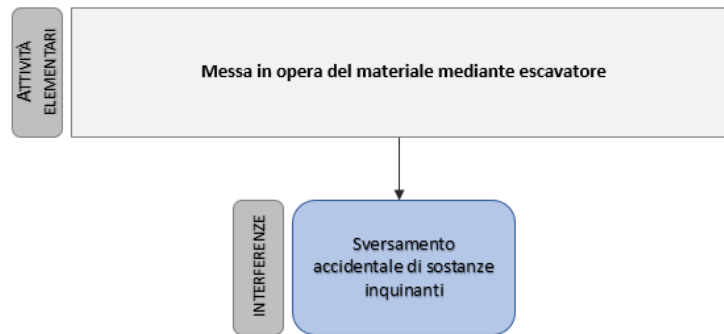 ATTIVITÀ
ELEMENTARI
Messa in opera del materiale mediante escavatore
INTERFERENZE
Sversamento
accidentale di sostanze
inquinanti